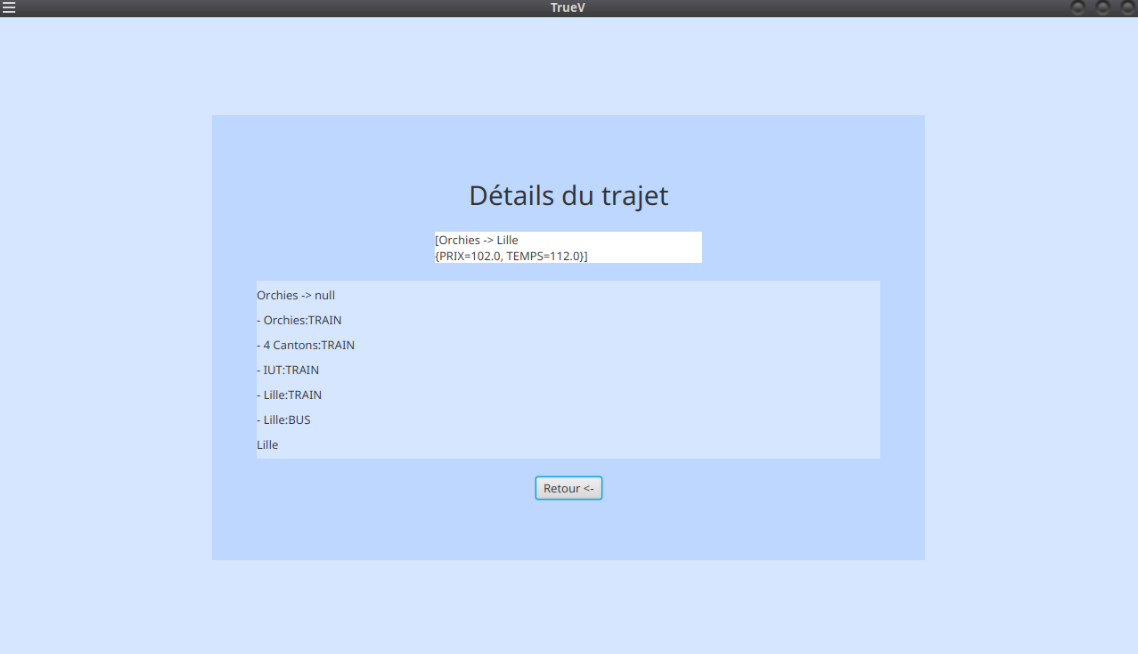 TrueV
Détails du trajet
[Orchies -> Lille
{PRIX=102.0, TEMPS=112.0}]
Orchies -> null
- Orchies:TRAIN
- 4 Cantons:TRAIN
- IUT:TRAIN
- Lille:TRAIN
- Lille:BUS
Lille
Retour <-